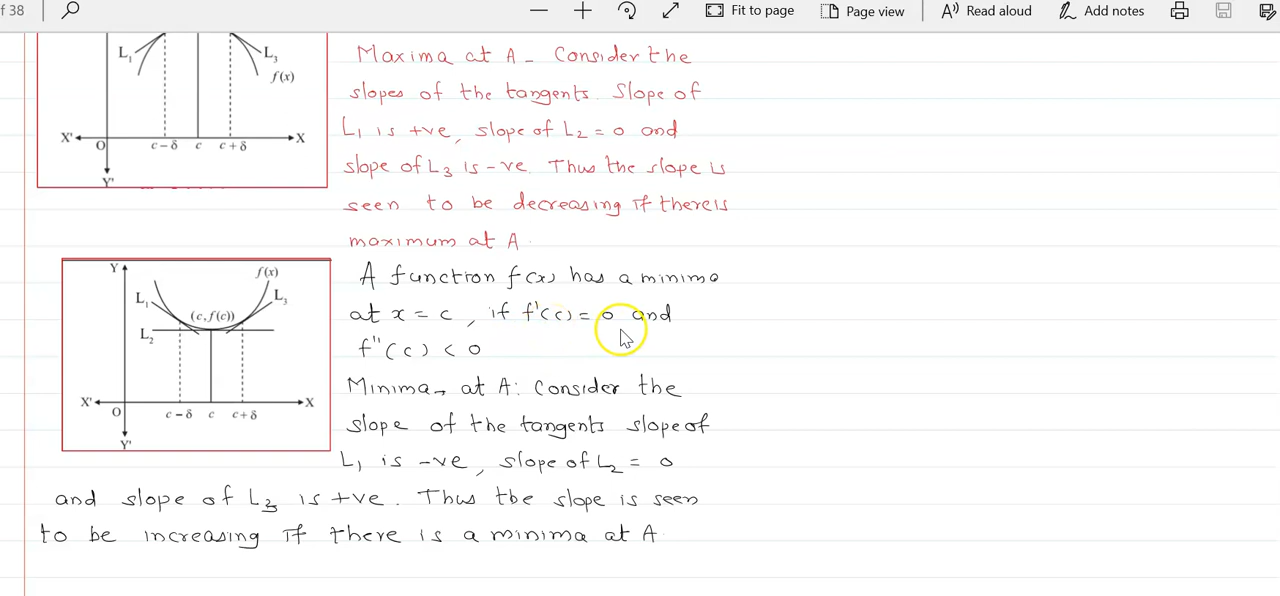 f 38
Fit to page
Page view
Read aloud
Add notes
L₁
L₃
f(x)
X'
O
c – δ
c
c + δ
X
Y'
Maxima at A - Consider the
slopes of the tangents. Slope of
L₁ is +ve, slope of L₂ = 0 and
slope of L₃ is -ve. Thus the slope is
seen to be decreasing if there is
maximum at A.
Y
f(x)
L₁
L₃
(c, f(c))
L₂
X'
O
c – δ
c
c + δ
X
Y'
A function f(x) has a minima
at x = c, if f'(c) = 0 and
f"(c) < 0
Minima, at A: Consider the
slope of the tangents slope of
L₁ is -ve, slope of L₂ = 0
and slope of L₃ is +ve. Thus the slope is seen
to be increasing if there is a minima at A